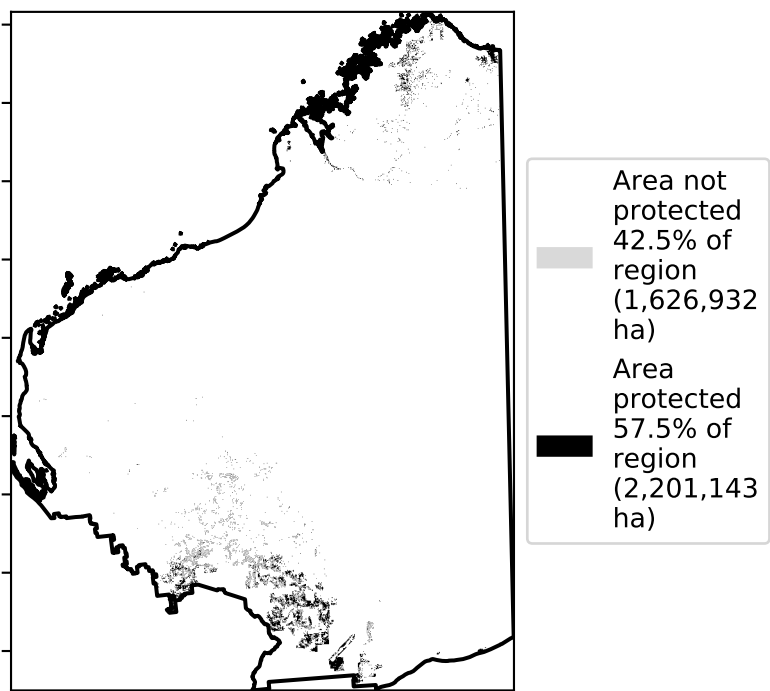 Area not
protected
42.5% of
region
(1,626,932
ha)
Area
protected
57.5% of
region
(2,201,143
ha)